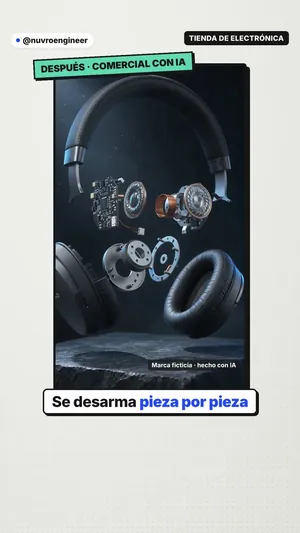 @nuvroengineer
TIENDA DE ELECTRÓNICA
DESPUÉS · COMERCIAL CON IA
Marca ficticia · hecho con IA
Se desarma pieza por pieza